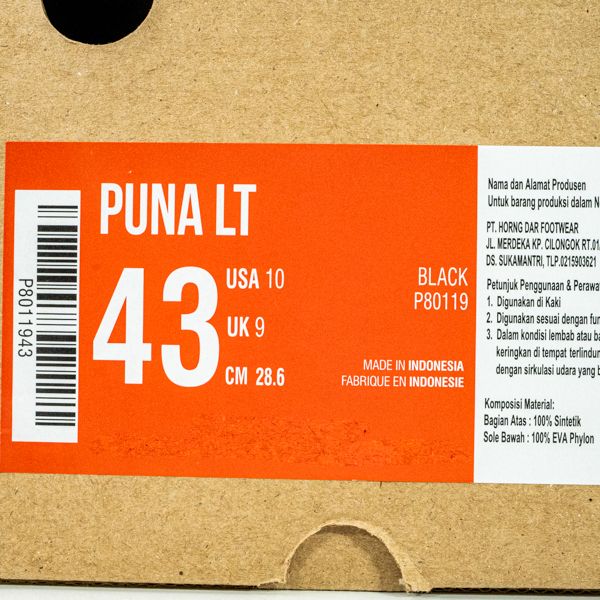 P8011943
PUNA LT
43
USA 10
UK 9
CM 28.6
BLACK
P80119
MADE IN INDONESIA
FABRIQUE EN INDONESIE
Nama dan Alamat Produsen
Untuk barang produksi dalam
PT. HORNG DAR FOOTWEAR
JL. MERDEKA KP. CILONGOK
DS. SUKAMANTRI, TLP.0215903621
Petunjuk Penggunaan &
1. Digunakan di Kaki
2. Digunakan sesuai dengan
3. Dalam kondisi lembab atau
keringkan di tempat
dengan sirkulasi udara yang
Komposisi Material:
Bagian Atas : 100% Sintetik
Sole Bawah : 100% EVA Phylon